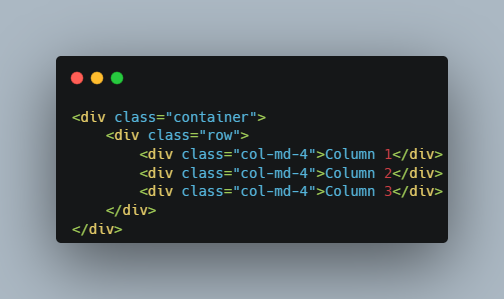 <div class="container">
    <div class="row">
        <div class="col-md-4">Column 1</div>
        <div class="col-md-4">Column 2</div>
        <div class="col-md-4">Column 3</div>
    </div>
</div>